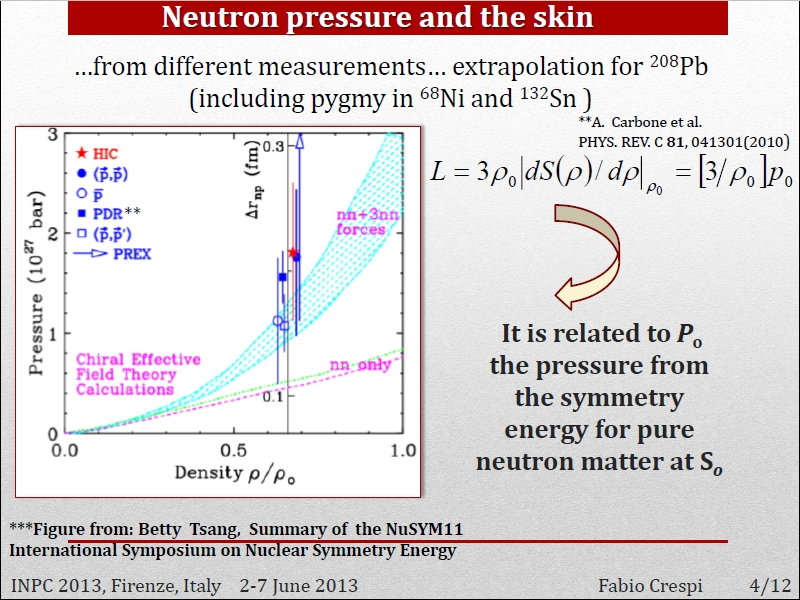 Neutron pressure and the skin
…from different measurements… extrapolation for ²⁰⁸Pb
(including pygmy in ⁶⁸Ni and ¹³²Sn )
**A. Carbone et al.
PHYS. REV. C 81, 041301(2010)
L = 3ρ₀|dS(ρ)/dρ|ρ₀ = [3/ρ₀]p₀
3
2
1
0
Pressure (10²⁷ bar)
HIC
(p⃗,p⃗)
p̅
PDR**
(p⃗,p⃗')
PREX
0.3
Δrₙₚ (fm)
0.1
nn+3nn
forces
Chiral Effective
Field Theory
Calculations
nn only
0.0 0.5 1.0
Density ρ/ρ₀
It is related to Pₒ
the pressure from
the symmetry
energy for pure
neutron matter at Sₒ
***Figure from: Betty Tsang, Summary of the NuSYM11
International Symposium on Nuclear Symmetry Energy
INPC 2013, Firenze, Italy 2-7 June 2013 Fabio Crespi 4/12